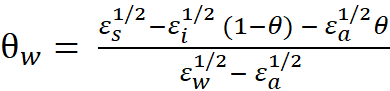 θ_w = (ε_s^{1/2} − ε_i^{1/2} (1−θ) − ε_a^{1/2} θ) / (ε_w^{1/2} − ε_a^{1/2})